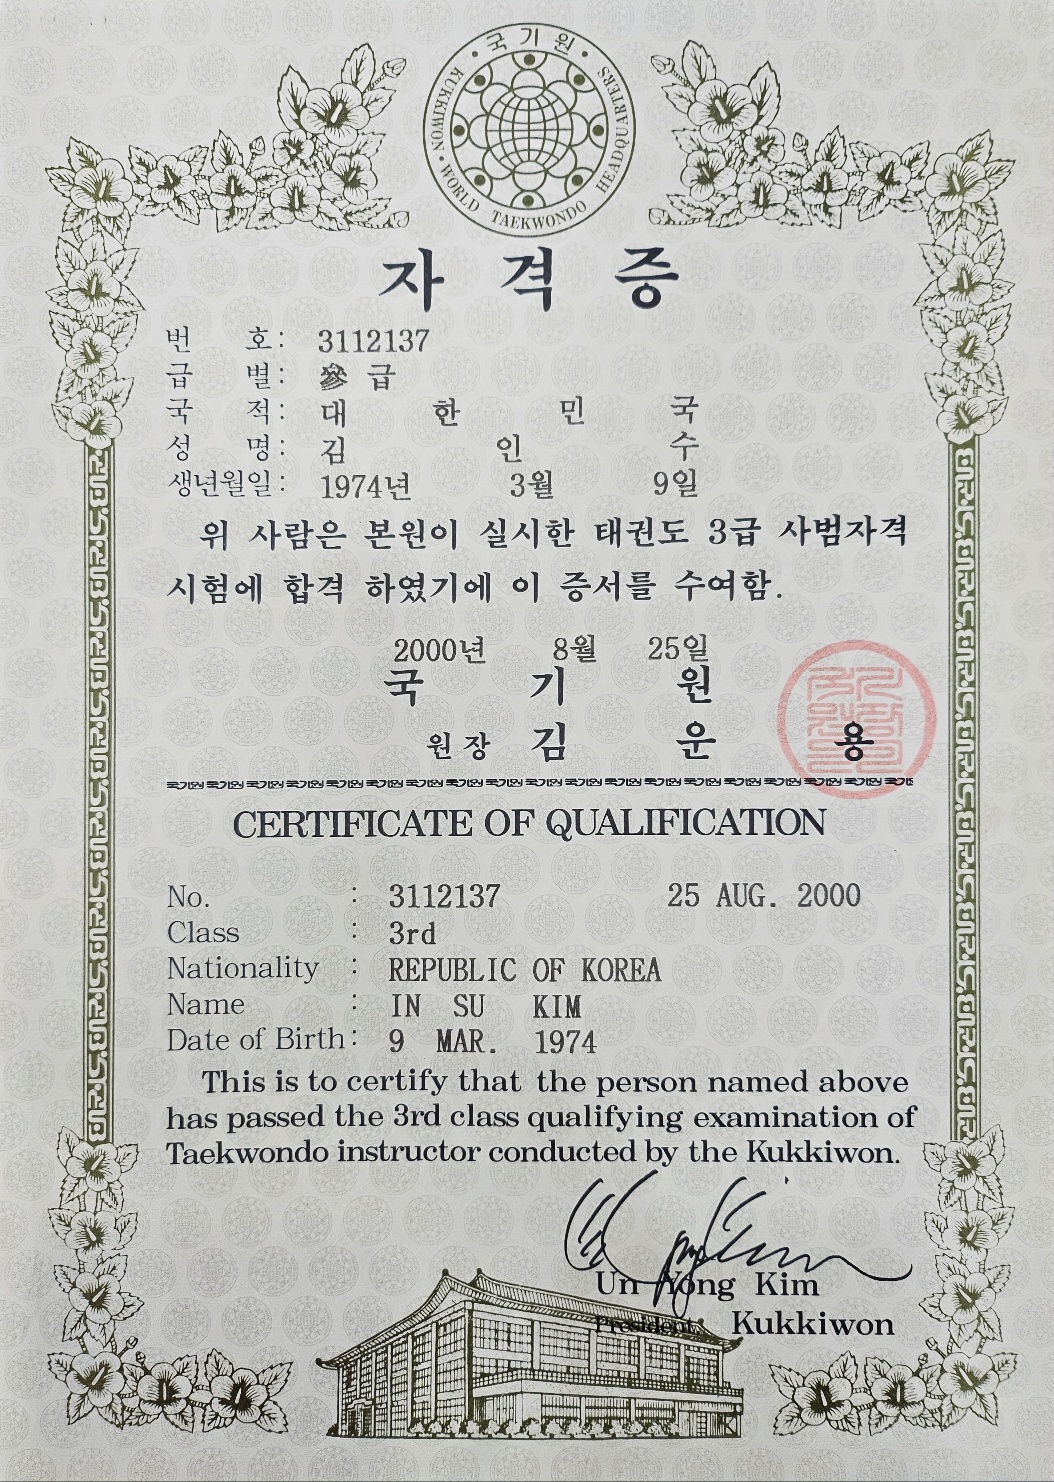 국기원
KUKKIWON • WORLD TAEKWONDO HEADQUARTERS
자 격 증
번 호: 3112137
급 별: 參 급
국 적: 대 한 민 국
성 명: 김 인 수
생년월일: 1974년 3월 9일
위 사람은 본원이 실시한 태권도 3급 사범자격
시험에 합격 하였기에 이 증서를 수여함.
2000년 8월 25일
국 기 원
원장 김 운 용
CERTIFICATE OF QUALIFICATION
No. : 3112137 25 AUG. 2000
Class : 3rd
Nationality : REPUBLIC OF KOREA
Name : IN SU KIM
Date of Birth: 9 MAR. 1974
This is to certify that the person named above
has passed the 3rd class qualifying examination of
Taekwondo instructor conducted by the Kukkiwon.
Un Yong Kim
President, Kukkiwon